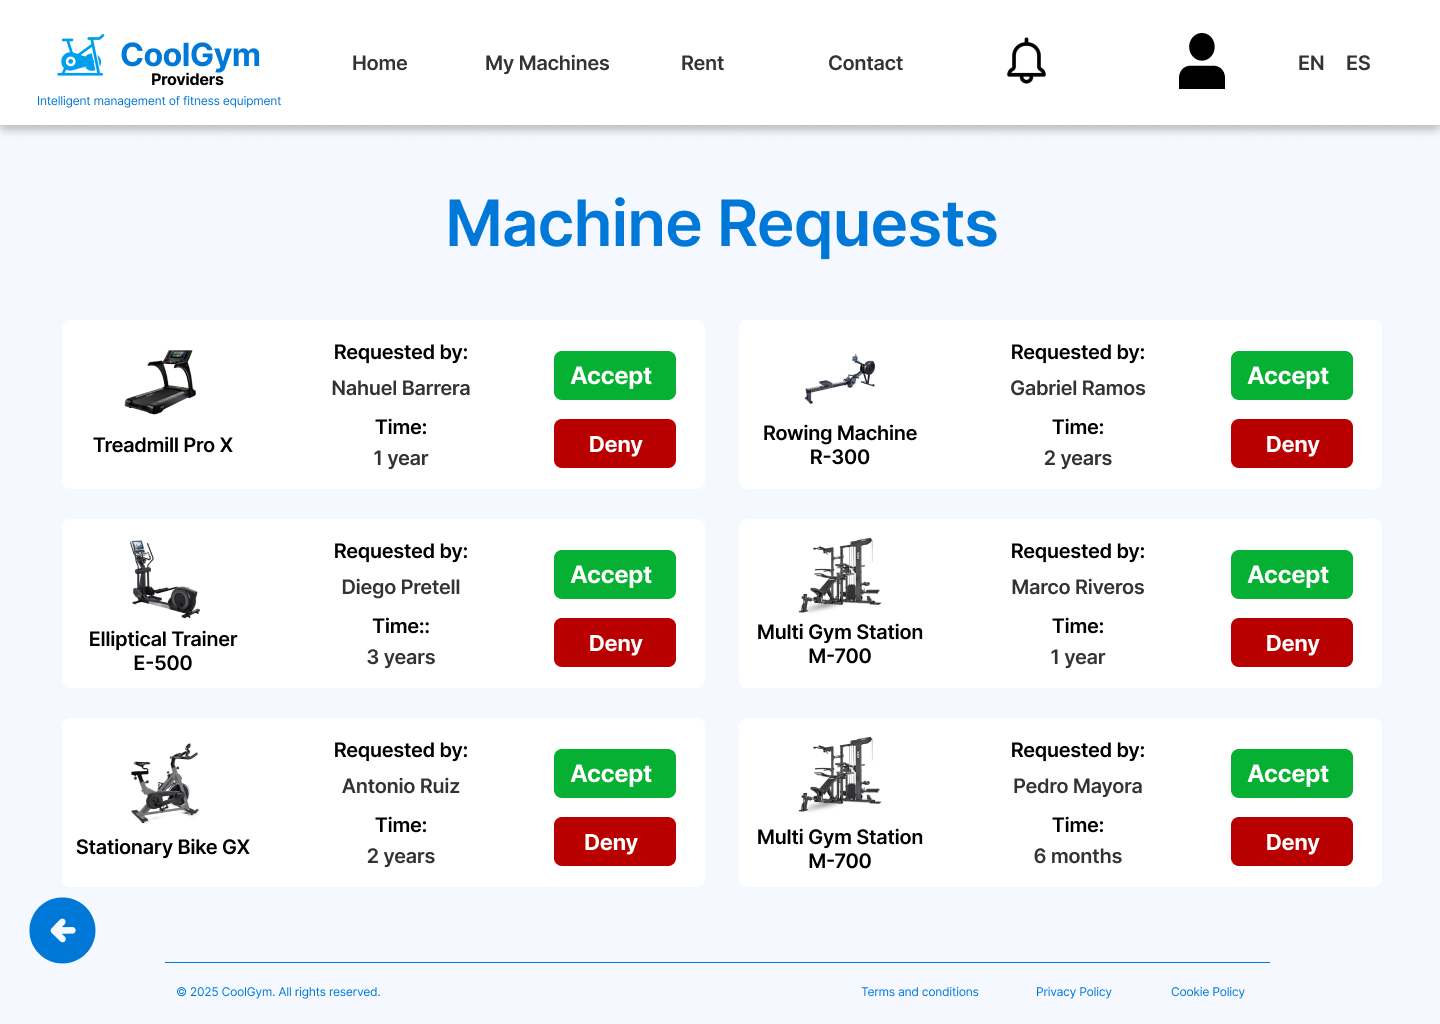 CoolGym
Providers
Intelligent management of fitness equipment
Home
My Machines
Rent
Contact
EN
ES
Machine Requests
Treadmill Pro X
Requested by:
Nahuel Barrera
Time:
1 year
Accept
Deny
Rowing Machine
R-300
Requested by:
Gabriel Ramos
Time:
2 years
Accept
Deny
Elliptical Trainer
E-500
Requested by:
Diego Pretell
Time::
3 years
Accept
Deny
Multi Gym Station
M-700
Requested by:
Marco Riveros
Time:
1 year
Accept
Deny
Stationary Bike GX
Requested by:
Antonio Ruiz
Time:
2 years
Accept
Deny
Multi Gym Station
M-700
Requested by:
Pedro Mayora
Time:
6 months
Accept
Deny
© 2025 CoolGym. All rights reserved.
Terms and conditions
Privacy Policy
Cookie Policy